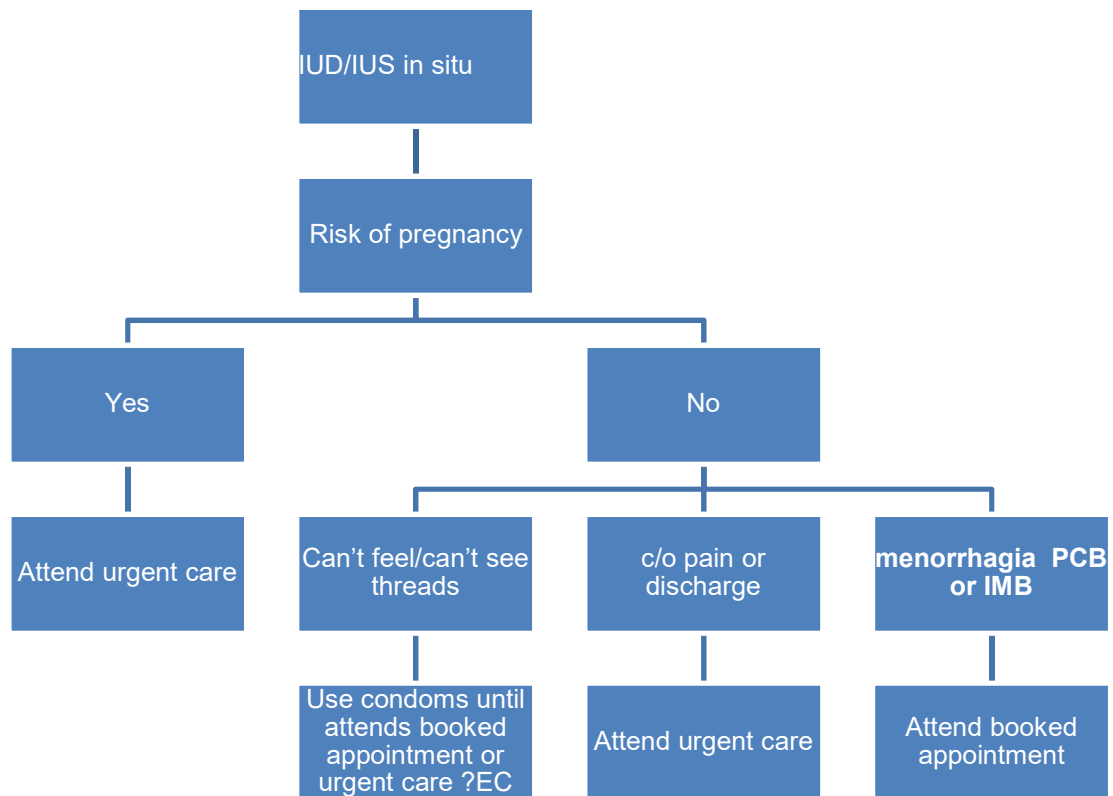 IUD/IUS in situ
Risk of pregnancy
Yes
No
Attend urgent care
Can’t feel/can’t see
threads
c/o pain or
discharge
menorrhagia PCB
or IMB
Use condoms until
attends booked
appointment or
urgent care ?EC
Attend urgent care
Attend booked
appointment